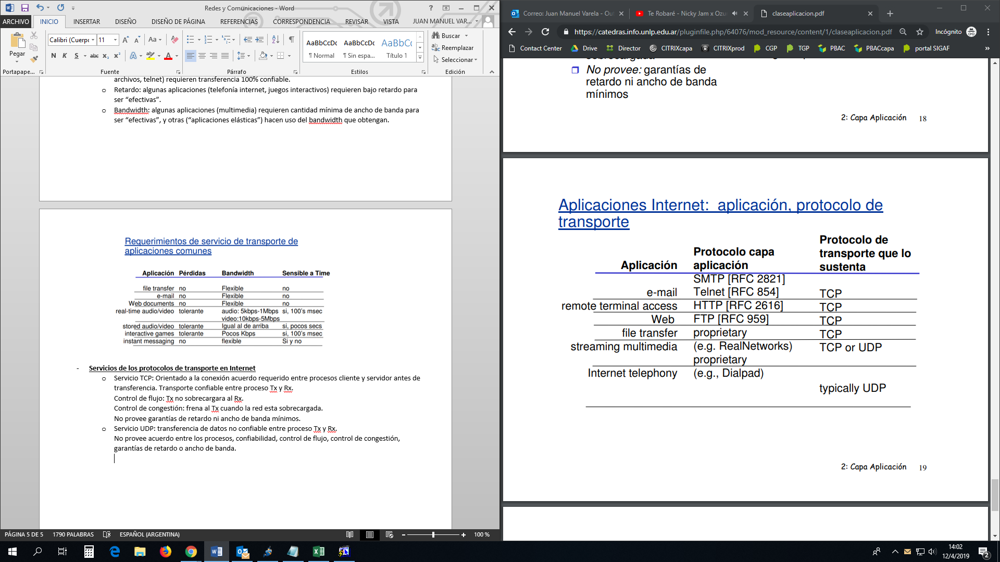 Redes y Comunicaciones - Word
ARCHIVO INICIO INSERTAR DISEÑO DISEÑO DE PÁGINA REFERENCIAS CORRESPONDENCIA REVISAR VISTA JUAN MANUEL VAR...
Pegar
Calibri (Cuerpo 11
Aa
N K S abc x₂ x²
AaBbCcDc AaBbCcDc AaBbCc
¶ Normal ¶ Sin espa... Título 1
Buscar
Reemplazar
Seleccionar
Portapape... Fuente Párrafo Estilos Edición
archivos, telnet) requieren transferencia 100% confiable.
o Retardo: algunas aplicaciones (telefonía internet, juegos interactivos) requieren bajo retardo para
ser “efectivas”.
o Bandwidth: algunas aplicaciones (multimedia) requieren cantidad mínima de ancho de banda para
ser “efectivas”, y otras (“aplicaciones elásticas”) hacen uso del bandwidth que obtengan.
Requerimientos de servicio de transporte de
aplicaciones comunes
Aplicación Pérdidas Bandwidth Sensible a Time
file transfer no Flexible no
e-mail no Flexible no
Web documents no Flexible no
real-time audio/video tolerante audio: 5kbps-1Mbps si, 100's msec
video:10kbps-5Mbps
stored audio/video tolerante Igual al de arriba si, pocos secs
interactive games tolerante Pocos Kbps si, 100's msec
instant messaging no flexible Si y no
- Servicios de los protocolos de transporte en Internet
o Servicio TCP: Orientado a la conexión acuerdo requerido entre procesos cliente y servidor antes de
transferencia. Transporte confiable entre proceso Tx y Rx.
Control de flujo: Tx no sobrecargara al Rx.
Control de congestión: frena al Tx cuando la red esta sobrecargada.
No provee garantías de retardo ni ancho de banda mínimos.
o Servicio UDP: transferencia de datos no confiable entre proceso Tx y Rx.
No provee acuerdo entre los procesos, confiabilidad, control de flujo, control de congestión,
garantías de retardo o ancho de banda.
PÁGINA 5 DE 5 1790 PALABRAS ESPAÑOL (ARGENTINA) 100 %
Correo: Juan Manuel Varela - Out Te Robaré - Nicky Jam x Ozu claseaplicacion.pdf
https://catedras.info.unlp.edu.ar/pluginfile.php/64076/mod_resource/content/1/claseaplicacion.pdf Incógnito
Contact Center Drive Director CITRIXcapa CITRIXprod CGP TGP PBAC PBACcapa portal SIGAF »
No provee: garantías de
retardo ni ancho de banda
mínimos
2: Capa Aplicación 18
Aplicaciones Internet: aplicación, protocolo de
transporte
Aplicación
Protocolo capa
aplicación
Protocolo de
transporte que lo
sustenta
e-mail
remote terminal access
Web
file transfer
streaming multimedia
Internet telephony
SMTP [RFC 2821]
Telnet [RFC 854]
HTTP [RFC 2616]
FTP [RFC 959]
proprietary
(e.g. RealNetworks)
proprietary
(e.g., Dialpad)
TCP
TCP
TCP
TCP
TCP or UDP
typically UDP
2: Capa Aplicación 19
14:02
12/4/2019
2